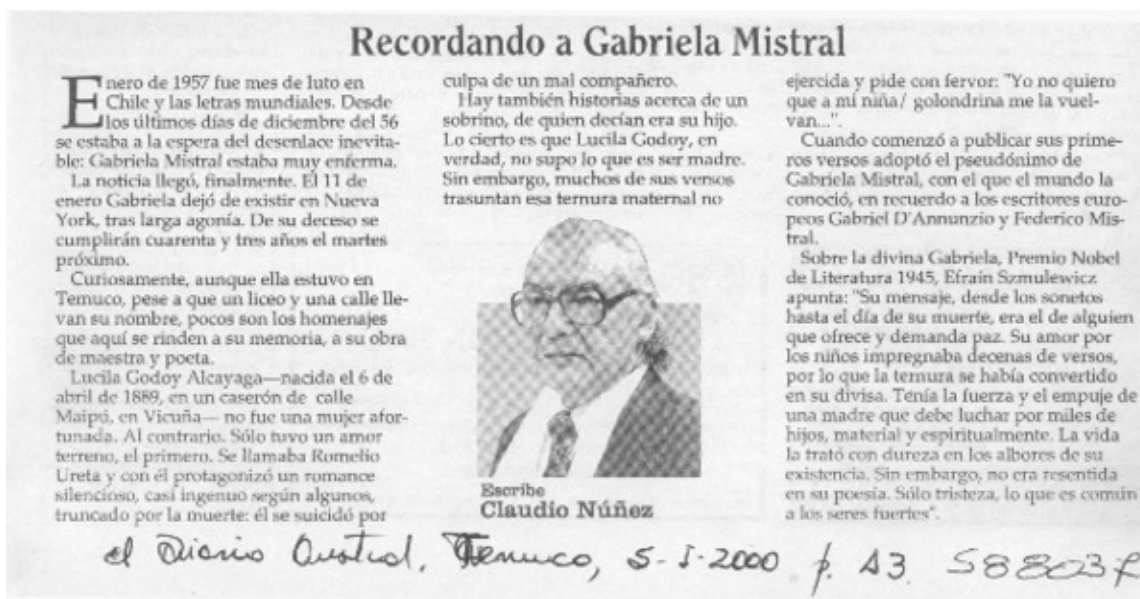 Recordando a Gabriela Mistral
Enero de 1957 fue mes de luto en
Chile y las letras mundiales. Desde
los últimos días de diciembre del 56
se estaba a la espera del desenlace inevita-
ble: Gabriela Mistral estaba muy enferma.
La noticia llegó, finalmente. El 11 de
enero Gabriela dejó de existir en Nueva
York, tras larga agonía. De su deceso se
cumplirán cuarenta y tres años el martes
próximo.
Curiosamente, aunque ella estuvo en
Temuco, pese a que un liceo y una calle lle-
van su nombre, pocos son los homenajes
que aquí se rinden a su memoria, a su obra
de maestra y poeta.
Lucila Godoy Alcayaga—nacida el 6 de
abril de 1889, en un caserón de calle
Maipú, en Vicuña— no fue una mujer afor-
tunada. Al contrario. Sólo tuvo un amor
terreno, el primero. Se llamaba Romelio
Ureta y con él protagonizó un romance
silencioso, casi ingenuo según algunos,
truncado por la muerte: él se suicidó por
culpa de un mal compañero.
Hay también historias acerca de un
sobrino, de quien decían era su hijo.
Lo cierto es que Lucila Godoy, en
verdad, no supo lo que es ser madre.
Sin embargo, muchos de sus versos
trasuntan esa ternura maternal no
Escribe
Claudio Núñez
ejercida y pide con fervor: "Yo no quiero
que a mi niña/ golondrina me la vuel-
van...".
Cuando comenzó a publicar sus prime-
ros versos adoptó el pseudónimo de
Gabriela Mistral, con el que el mundo la
conoció, en recuerdo a los escritores euro-
peos Gabriel D'Annunzio y Federico Mis-
tral.
Sobre la divina Gabriela, Premio Nobel
de Literatura 1945, Efraín Szmulewicz
apunta: "Su mensaje, desde los sonetos
hasta el día de su muerte, era el de alguien
que ofrece y demanda paz. Su amor por
los niños impregnaba decenas de versos,
por lo que la ternura se había convertido
en su divisa. Tenía la fuerza y el empuje de
una madre que debe luchar por miles de
hijos, material y espiritualmente. La vida
la trató con dureza en los albores de su
existencia. Sin embargo, no era resentida
en su poesía. Sólo tristeza, lo que es común
a los seres fuertes".
el Diario Austral, Temuco, 5-I-2000 p. A3 588037